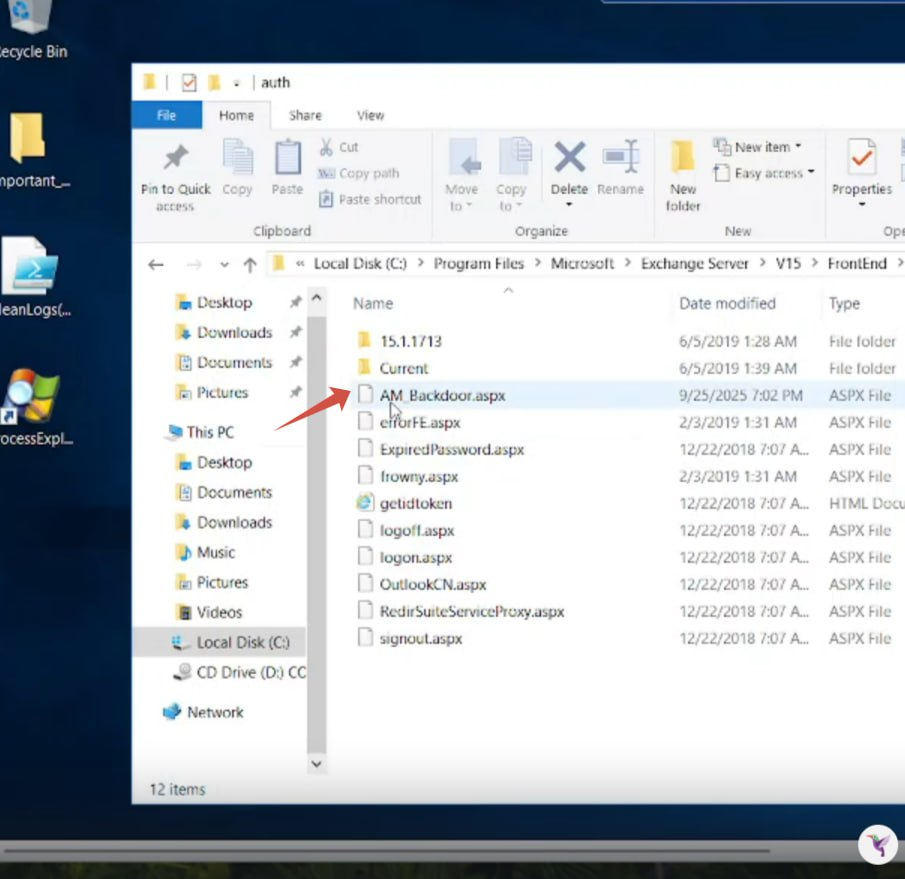 Recycle Bin
auth
File Home Share View
Pin to Quick access
Copy
Paste
Cut
Copy path
Paste shortcut
Clipboard
Move to
Copy to
Delete
Rename
Organize
New folder
New item
Easy access
New
Properties
« Local Disk (C:) > Program Files > Microsoft > Exchange Server > V15 > FrontEnd >
Name Date modified Type
15.1.1713 6/5/2019 1:28 AM File folder
Current 6/5/2019 1:39 AM File folder
AM_Backdoor.aspx 9/25/2025 7:02 PM ASPX File
errorFE.aspx 2/3/2019 1:31 AM ASPX File
ExpiredPassword.aspx 12/22/2018 7:07 A... ASPX File
frowny.aspx 2/3/2019 1:31 AM ASPX File
getidtoken 12/22/2018 7:07 A... HTML Docu
logoff.aspx 12/22/2018 7:07 A... ASPX File
logon.aspx 12/22/2018 7:07 A... ASPX File
OutlookCN.aspx 12/22/2018 7:07 A... ASPX File
RedirSuiteServiceProxy.aspx 12/22/2018 7:07 A... ASPX File
signout.aspx 12/22/2018 7:07 A... ASPX File
Desktop
Downloads
Documents
Pictures
This PC
Desktop
Documents
Downloads
Music
Pictures
Videos
Local Disk (C:)
CD Drive (D:) CC
Network
12 items
mportant_...
leanLogs(...
ocessExpl...